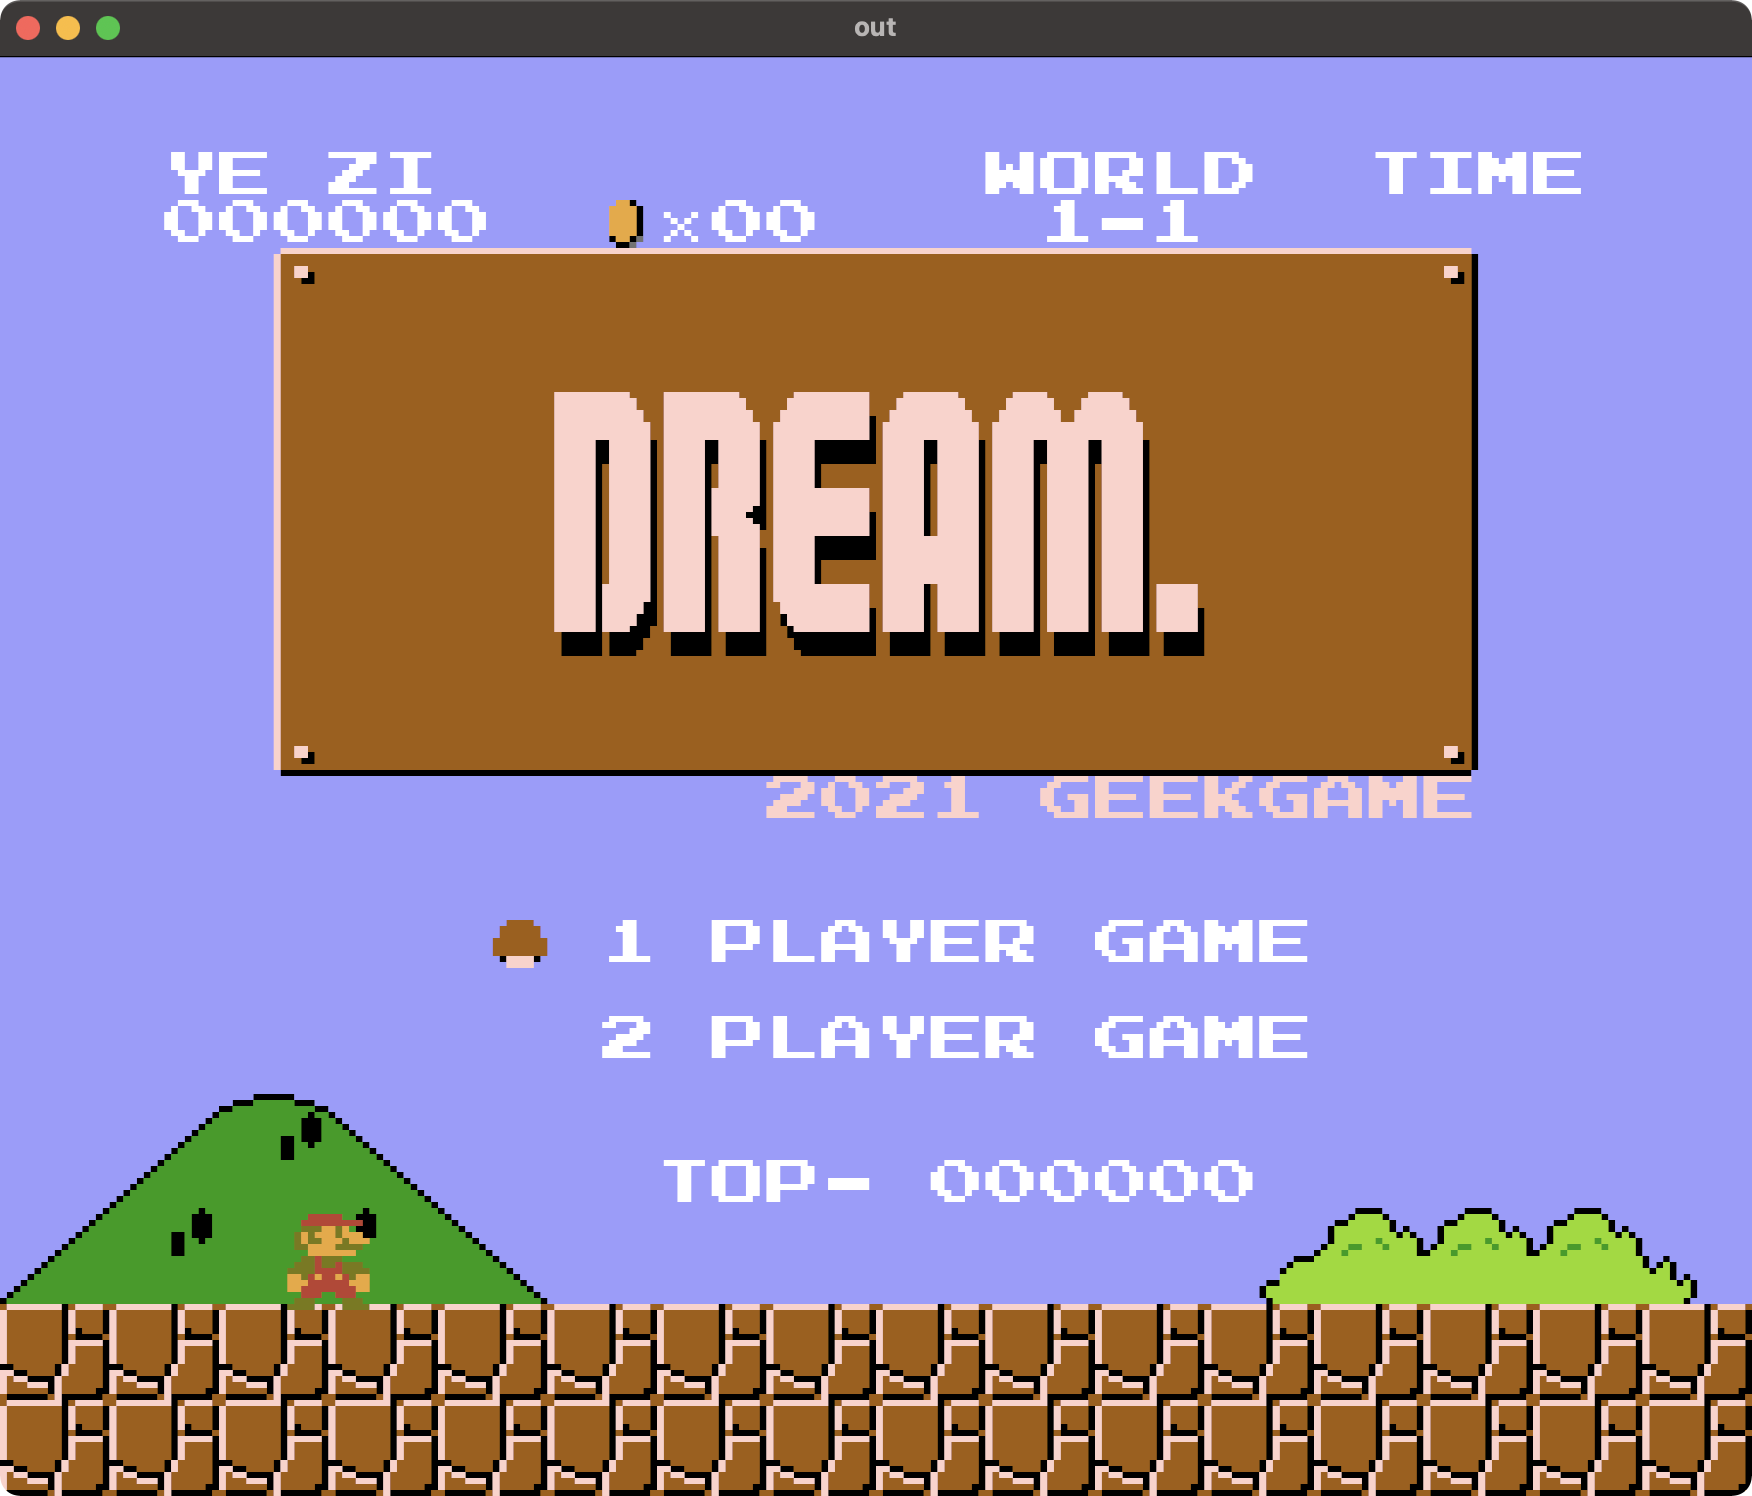 out
YE ZI WORLD TIME
000000 x00 1-1
DREAM.
2021 GEEKGAME
1 PLAYER GAME
2 PLAYER GAME
TOP- 000000